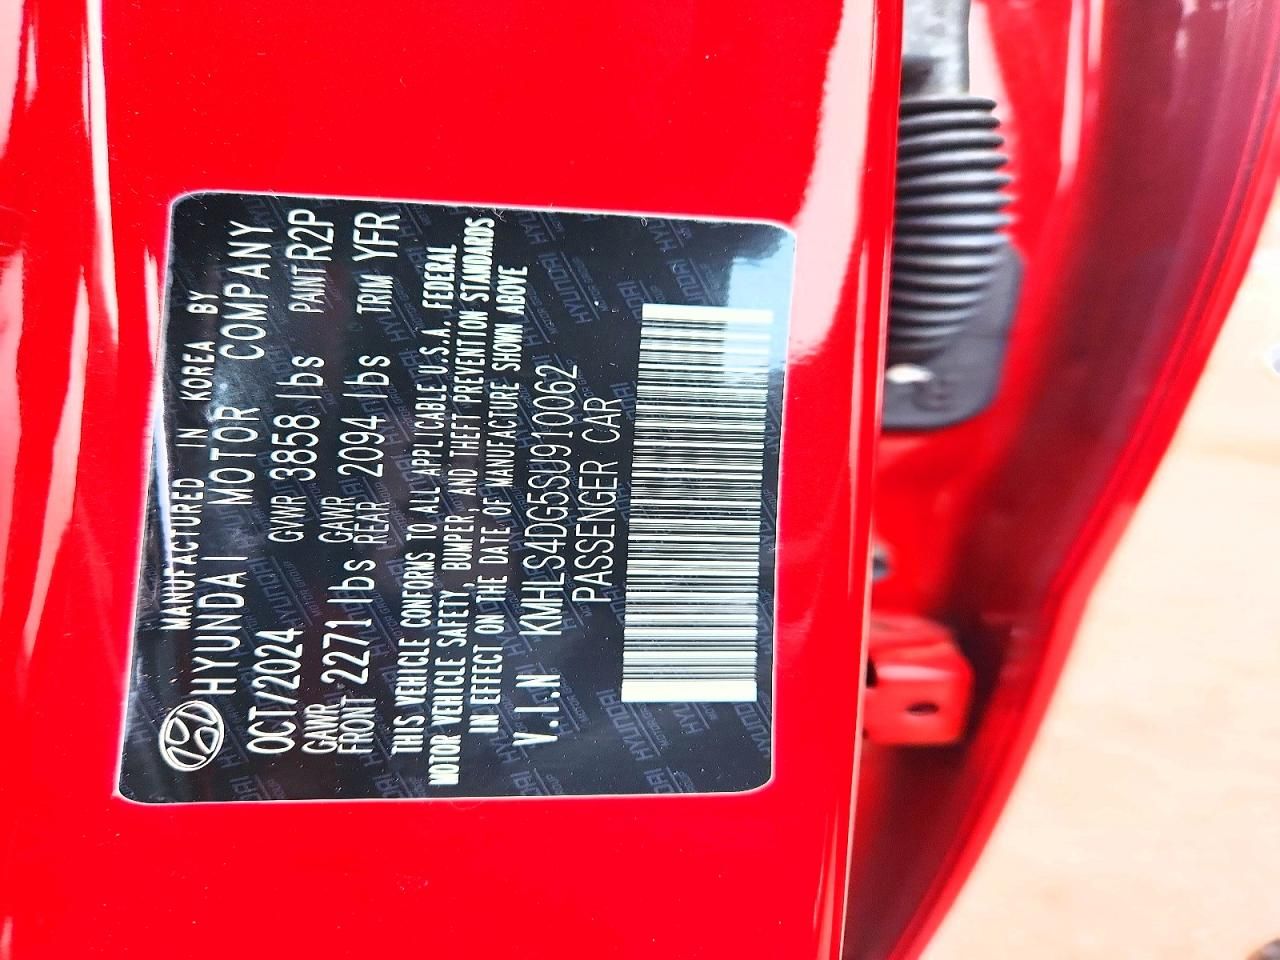 MANUFACTURED IN KOREA BY
HYUNDAI MOTOR COMPANY
OCT/2024 GVWR 3858 lbs PAINT R2P
GAWR FRONT 2271 lbs GAWR REAR 2094 lbs TRIM YFR
THIS VEHICLE CONFORMS TO ALL APPLICABLE U.S.A. FEDERAL
MOTOR VEHICLE SAFETY, BUMPER, AND THEFT PREVENTION STANDARDS
IN EFFECT ON THE DATE OF MANUFACTURE SHOWN ABOVE
V.I.N KMHLS4DG5SU910062
PASSENGER CAR